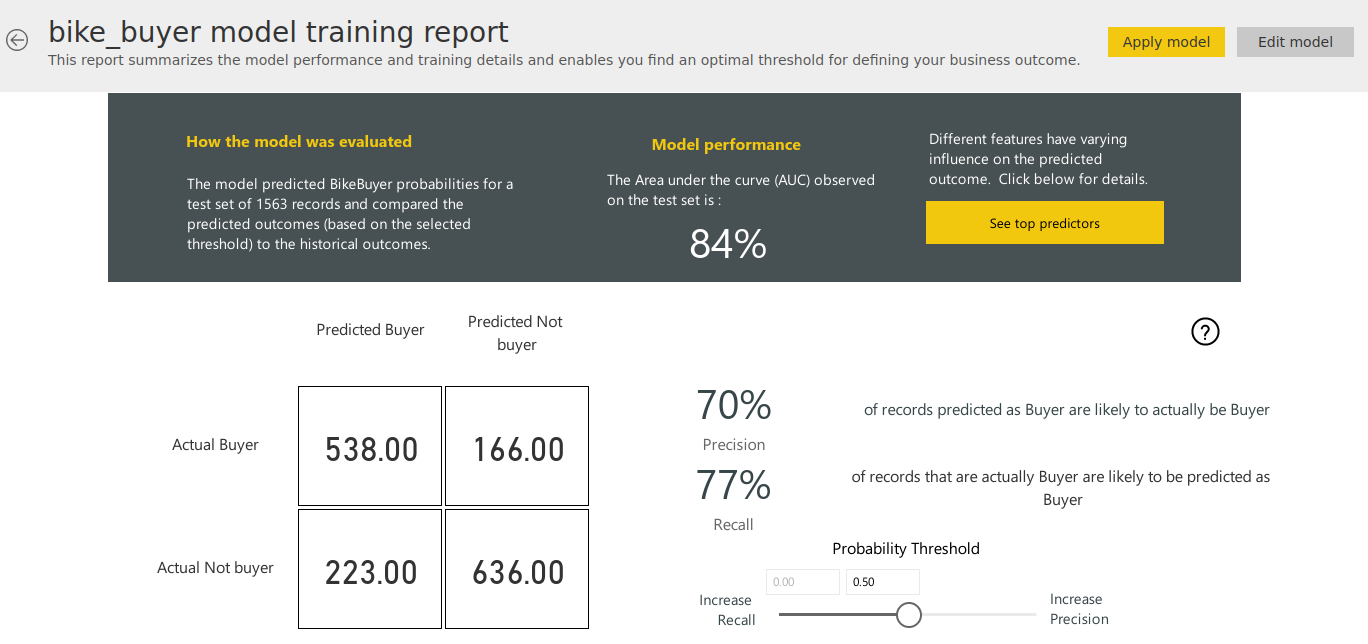 bike_buyer model training report
This report summarizes the model performance and training details and enables you find an optimal threshold for defining your business outcome.
Apply model
Edit model
How the model was evaluated
The model predicted BikeBuyer probabilities for a
test set of 1563 records and compared the
predicted outcomes (based on the selected
threshold) to the historical outcomes.
Model performance
The Area under the curve (AUC) observed
on the test set is :
84%
Different features have varying
influence on the predicted
outcome.  Click below for details.
See top predictors
Predicted Buyer
Predicted Not
buyer
?
Actual Buyer
538.00
166.00
Actual Not buyer
223.00
636.00
70%
Precision
of records predicted as Buyer are likely to actually be Buyer
77%
Recall
of records that are actually Buyer are likely to be predicted as
Buyer
Probability Threshold
0.00
0.50
Increase
Recall
Increase
Precision